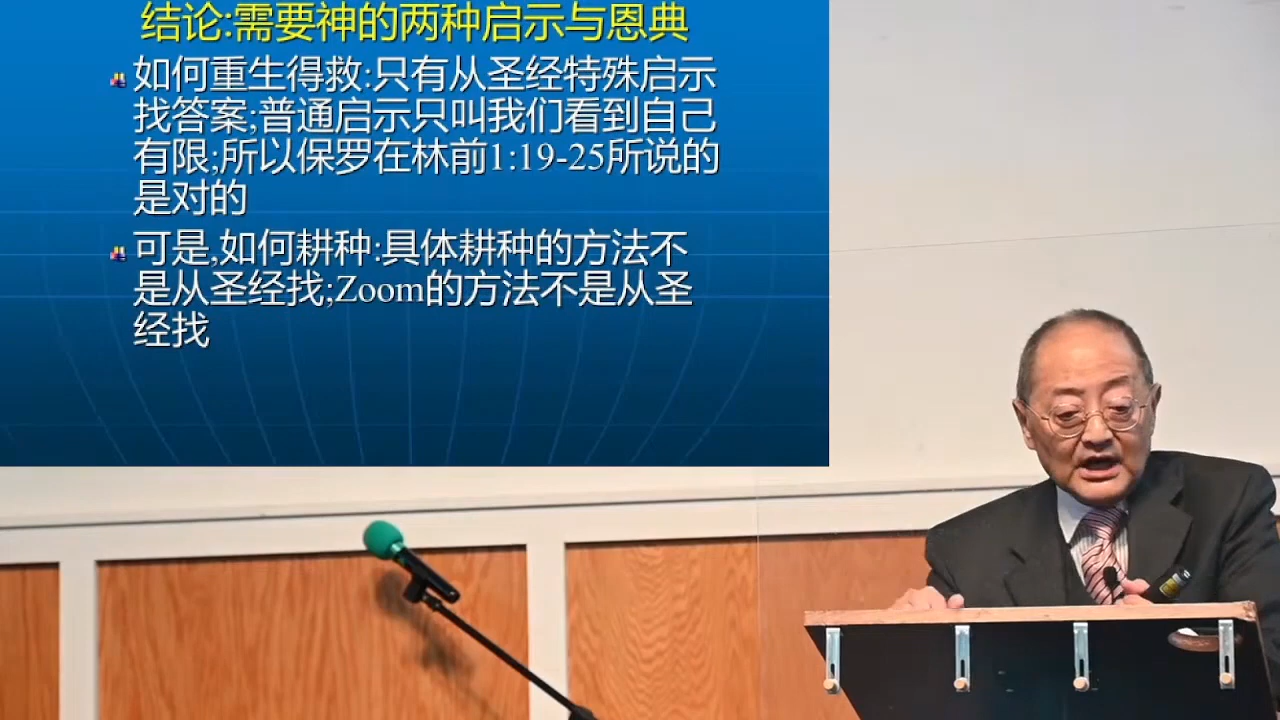 结论:需要神的两种启示与恩典
如何重生得救:只有从圣经特殊启示
找答案;普通启示只叫我们看到自己
有限;所以保罗在林前1:19-25所说的
是对的
可是,如何耕种:具体耕种的方法不
是从圣经找;Zoom的方法不是从圣
经找